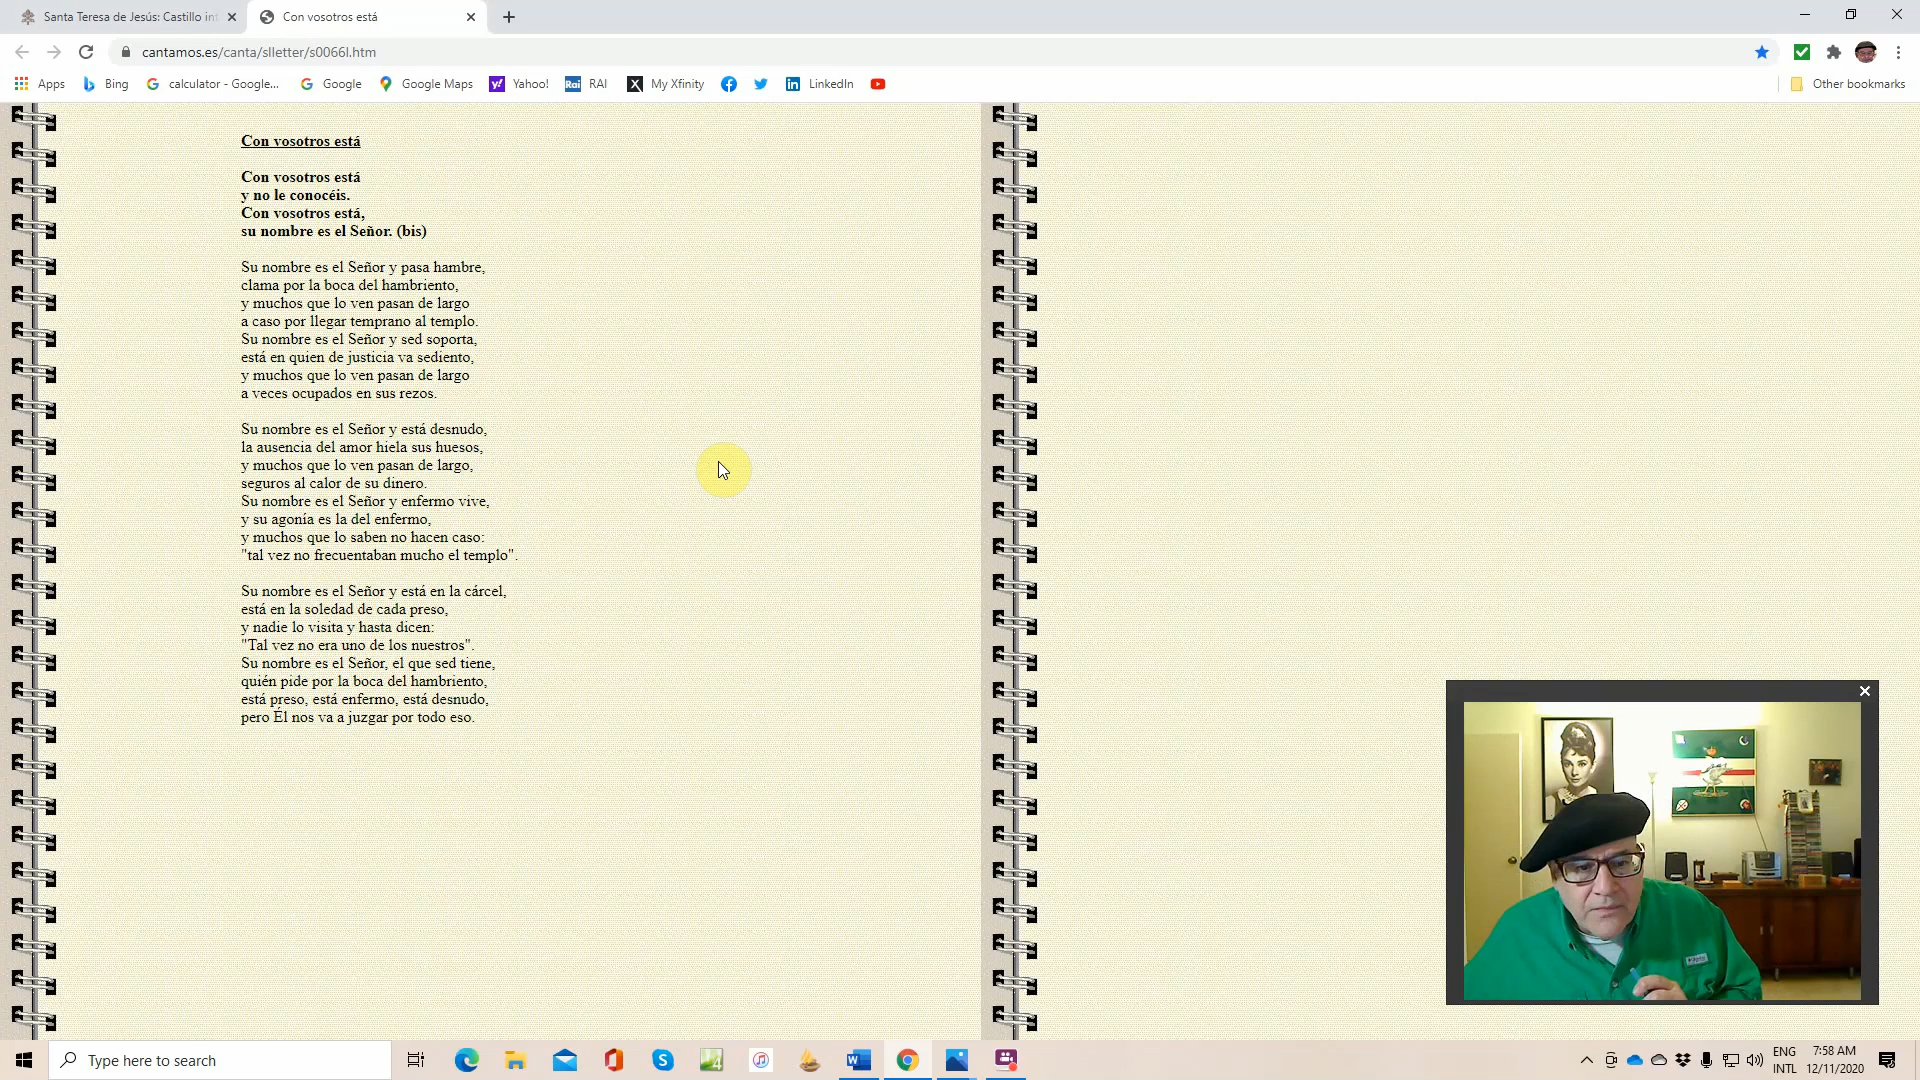 Santa Teresa de Jesús: Castillo int
Con vosotros está
cantamos.es/canta/slletter/s0066l.htm
Apps
Bing
calculator - Google...
Google
Google Maps
Yahoo!
RAI
My Xfinity
LinkedIn
Other bookmarks
Con vosotros está
Con vosotros está
y no le conocéis.
Con vosotros está,
su nombre es el Señor. (bis)
Su nombre es el Señor y pasa hambre,
clama por la boca del hambriento,
y muchos que lo ven pasan de largo
a caso por llegar temprano al templo.
Su nombre es el Señor y sed soporta,
está en quien de justicia va sediento,
y muchos que lo ven pasan de largo
a veces ocupados en sus rezos.
Su nombre es el Señor y está desnudo,
la ausencia del amor hiela sus huesos,
y muchos que lo ven pasan de largo,
seguros al calor de su dinero.
Su nombre es el Señor y enfermo vive,
y su agonía es la del enfermo,
y muchos que lo saben no hacen caso:
"tal vez no frecuentaban mucho el templo".
Su nombre es el Señor y está en la cárcel,
está en la soledad de cada preso,
y nadie lo visita y hasta dicen:
"Tal vez no era uno de los nuestros".
Su nombre es el Señor, el que sed tiene,
quién pide por la boca del hambriento,
está preso, está enfermo, está desnudo,
pero Él nos va a juzgar por todo eso.
Type here to search
ENG
INTL
7:58 AM
12/11/2020